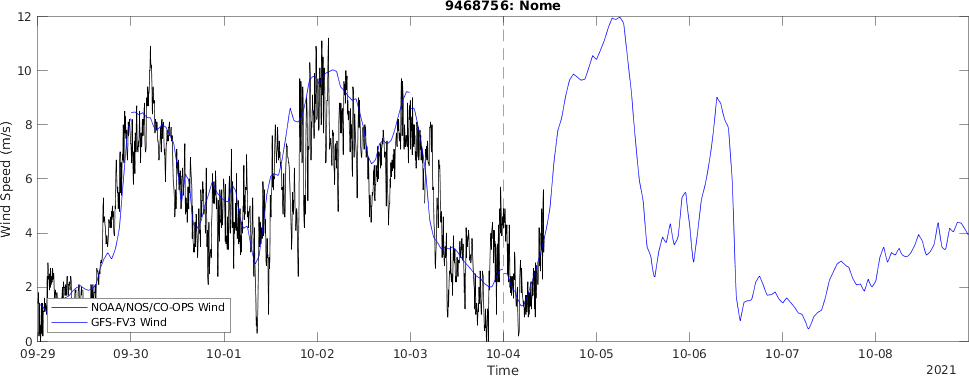 9468756: Nome
12
10
8
6
4
2
0
Wind Speed (m/s)
NOAA/NOS/CO-OPS Wind
GFS-FV3 Wind
09-29 09-30 10-01 10-02 10-03 10-04 10-05 10-06 10-07 10-08
Time
2021